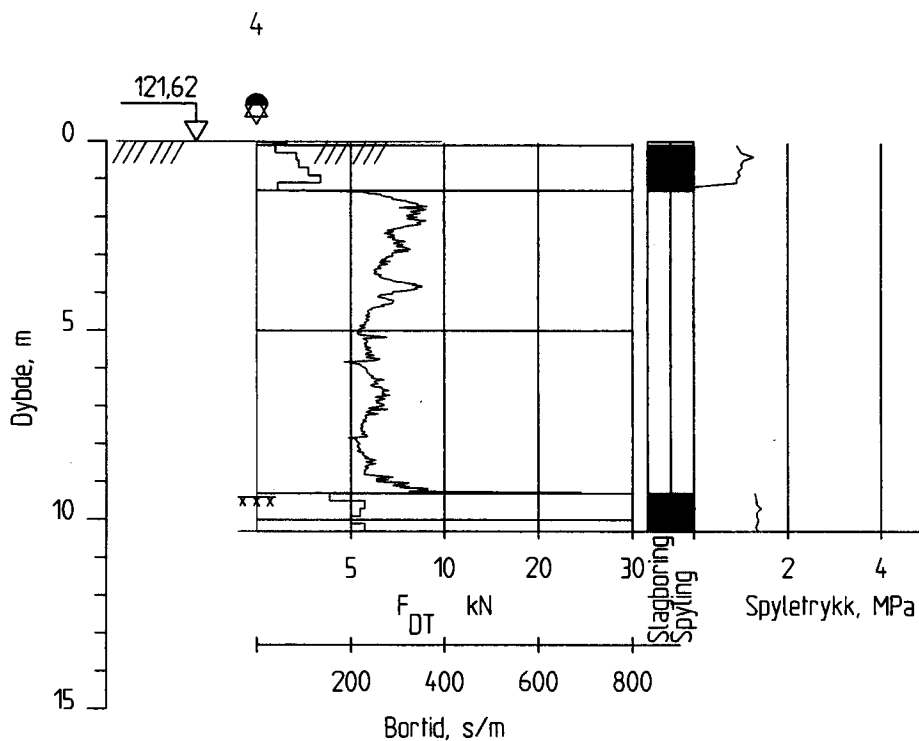 4
121,62
0
5
10
15
Dybde, m
5 10 20 30
F_DT kN
Slagboring
Spyling
2 4
Spyletrykk, MPa
200 400 600 800
Bortid, s/m